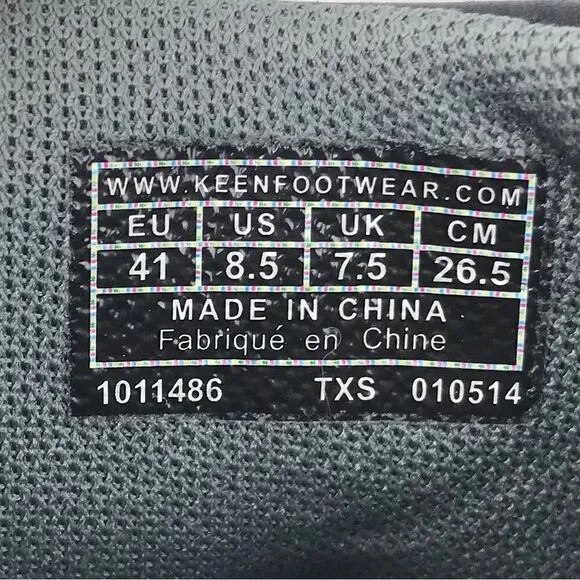 WWW.KEENFOOTWEAR.COM
EU US UK CM
41 8.5 7.5 26.5
MADE IN CHINA
Fabriqué en Chine
1011486 TXS 010514